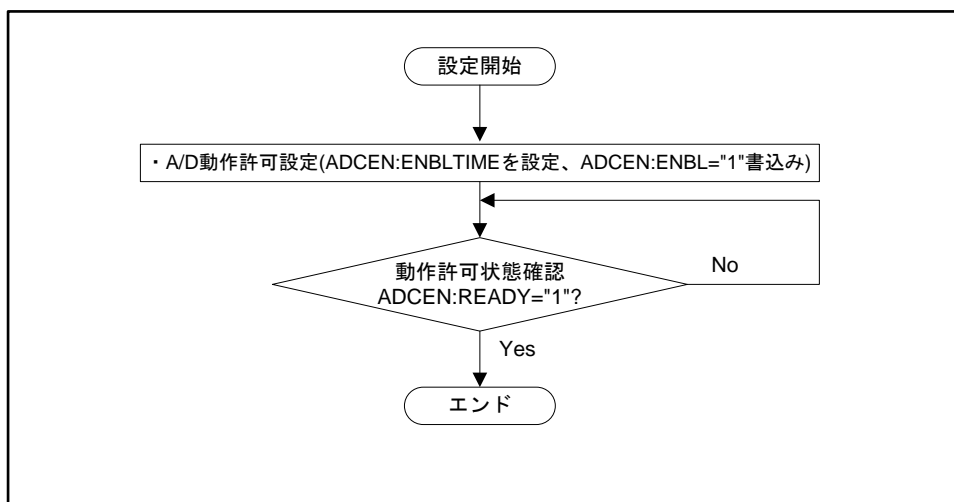 設定開始
・A/D動作許可設定(ADCEN:ENBLTIMEを設定、ADCEN:ENBL="1"書込み)
動作許可状態確認
ADCEN:READY="1"?
No
Yes
エンド